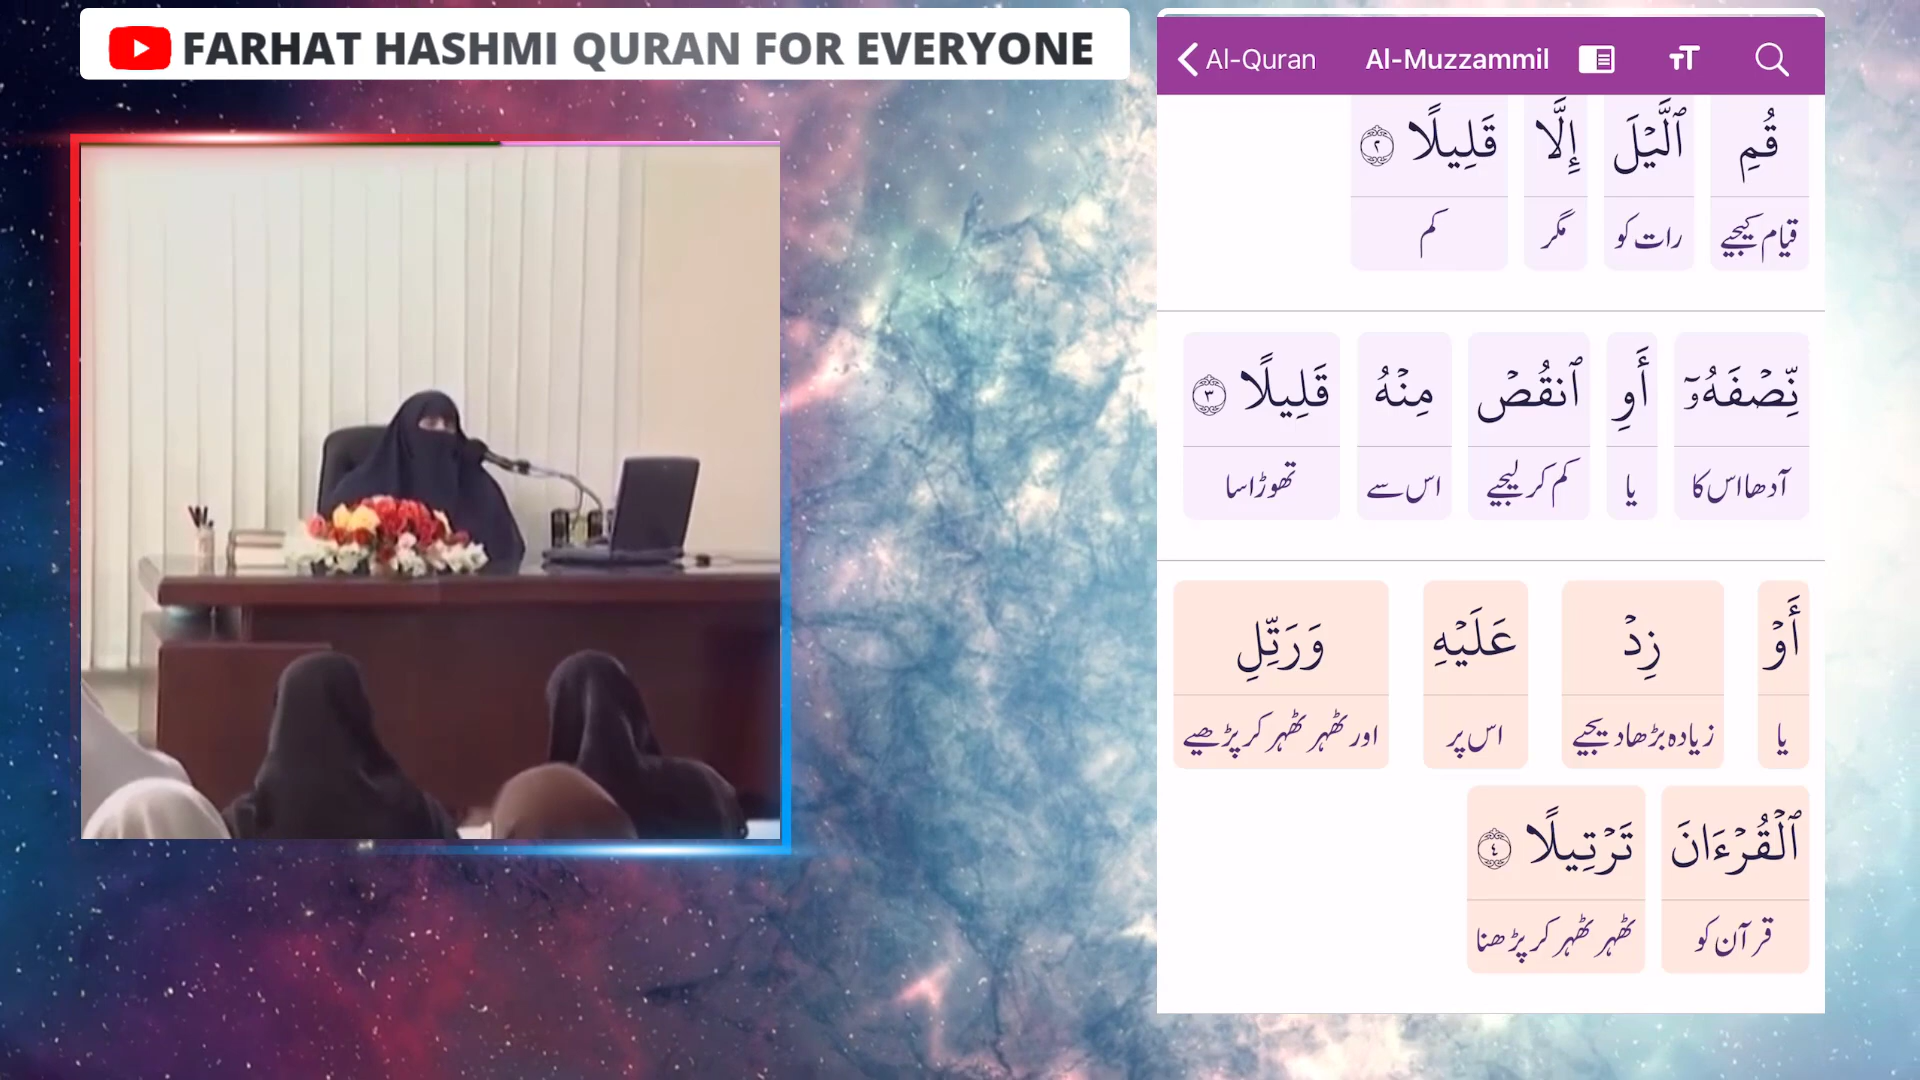 FARHAT HASHMI QURAN FOR EVERYONE
Al-Quran Al-Muzzammil
قُمِ ٱلَّيۡلَ إِلَّا قَلِيلًا ٢
قیام کیجیے رات کو مگر کم
نِّصۡفَهُۥٓ أَوِ ٱنقُصۡ مِنۡهُ قَلِيلًا ٣
آدھا اس کا یا کم کر لیجیے اس سے تھوڑا سا
أَوۡ زِدۡ عَلَيۡهِ وَرَتِّلِ
یا زیادہ بڑھا دیجیے اس پر اور ٹھہر ٹھہر کر پڑھیے
ٱلۡقُرۡءَانَ تَرۡتِيلًا ٤
قرآن کو ٹھہر ٹھہر کر پڑھنا